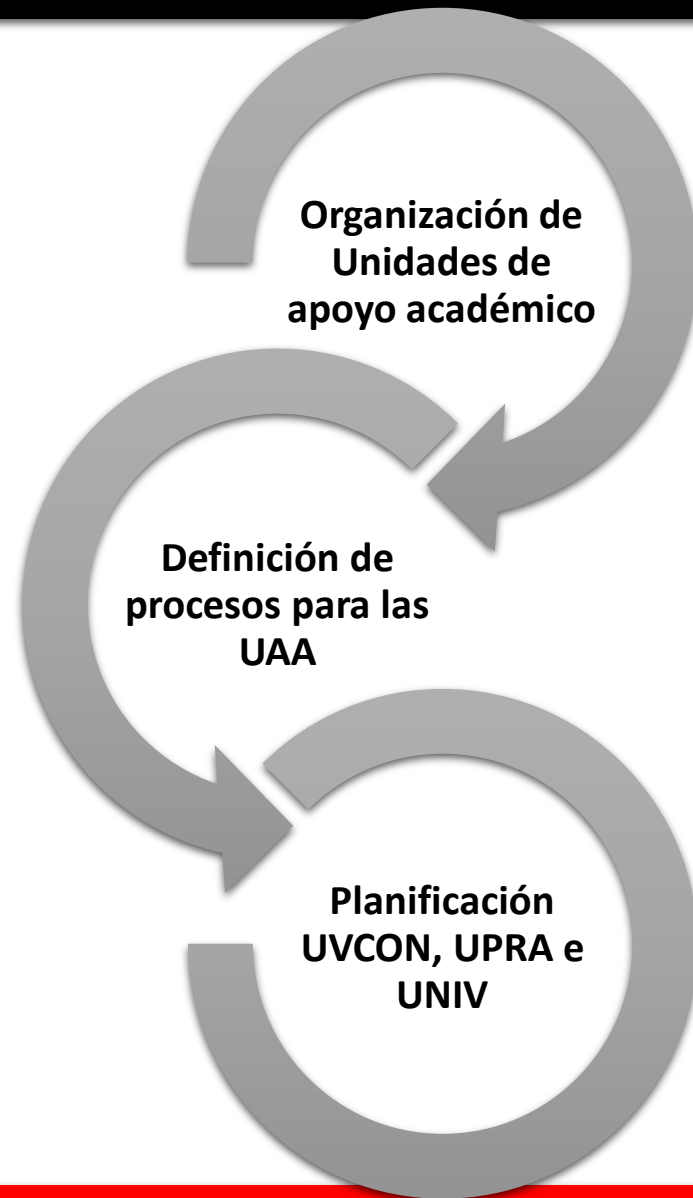 Organización de
Unidades de
apoyo académico
Definición de
procesos para las
UAA
Planificación
UVCON, UPRA e
UNIV